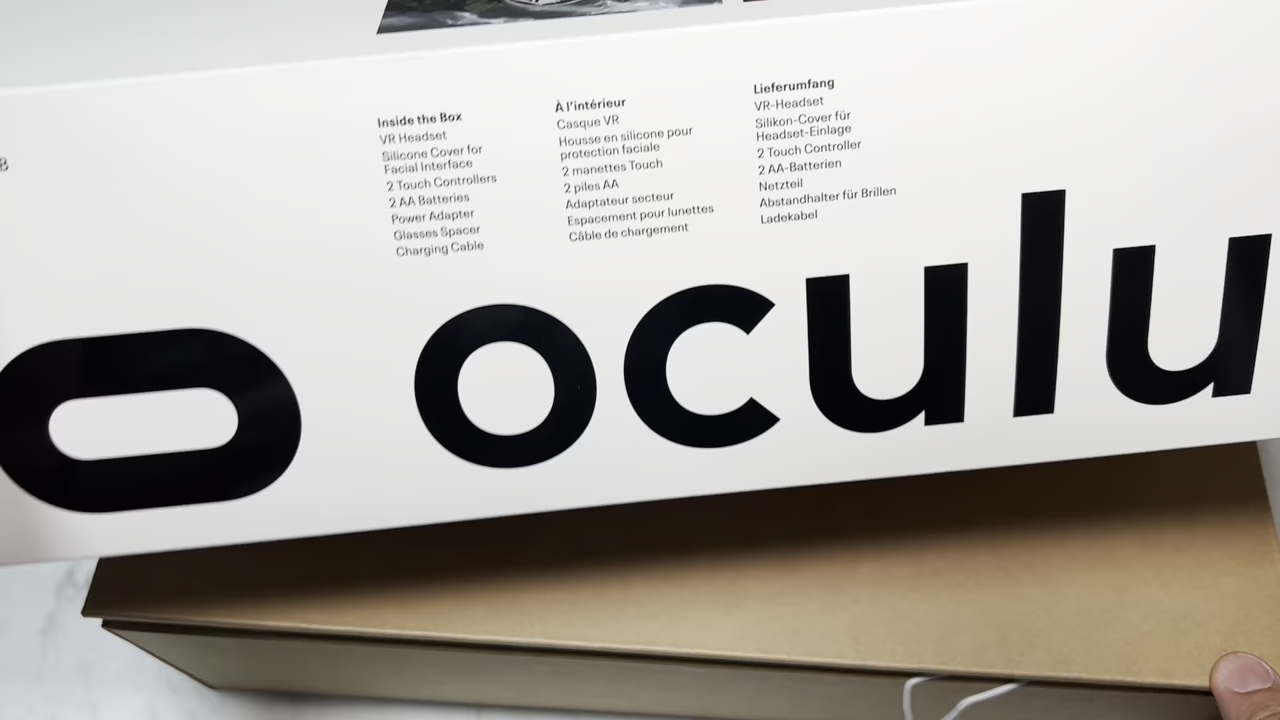 Inside the Box
VR Headset
Silicone Cover for
Facial Interface
2 Touch Controllers
2 AA Batteries
Power Adapter
Glasses Spacer
Charging Cable
À l’intérieur
Casque VR
Housse en silicone pour
protection faciale
2 manettes Touch
2 piles AA
Adaptateur secteur
Espacement pour lunettes
Câble de chargement
Lieferumfang
VR-Headset
Silikon-Cover für
Headset-Einlage
2 Touch Controller
2 AA-Batterien
Netzteil
Abstandhalter für Brillen
Ladekabel
oculu